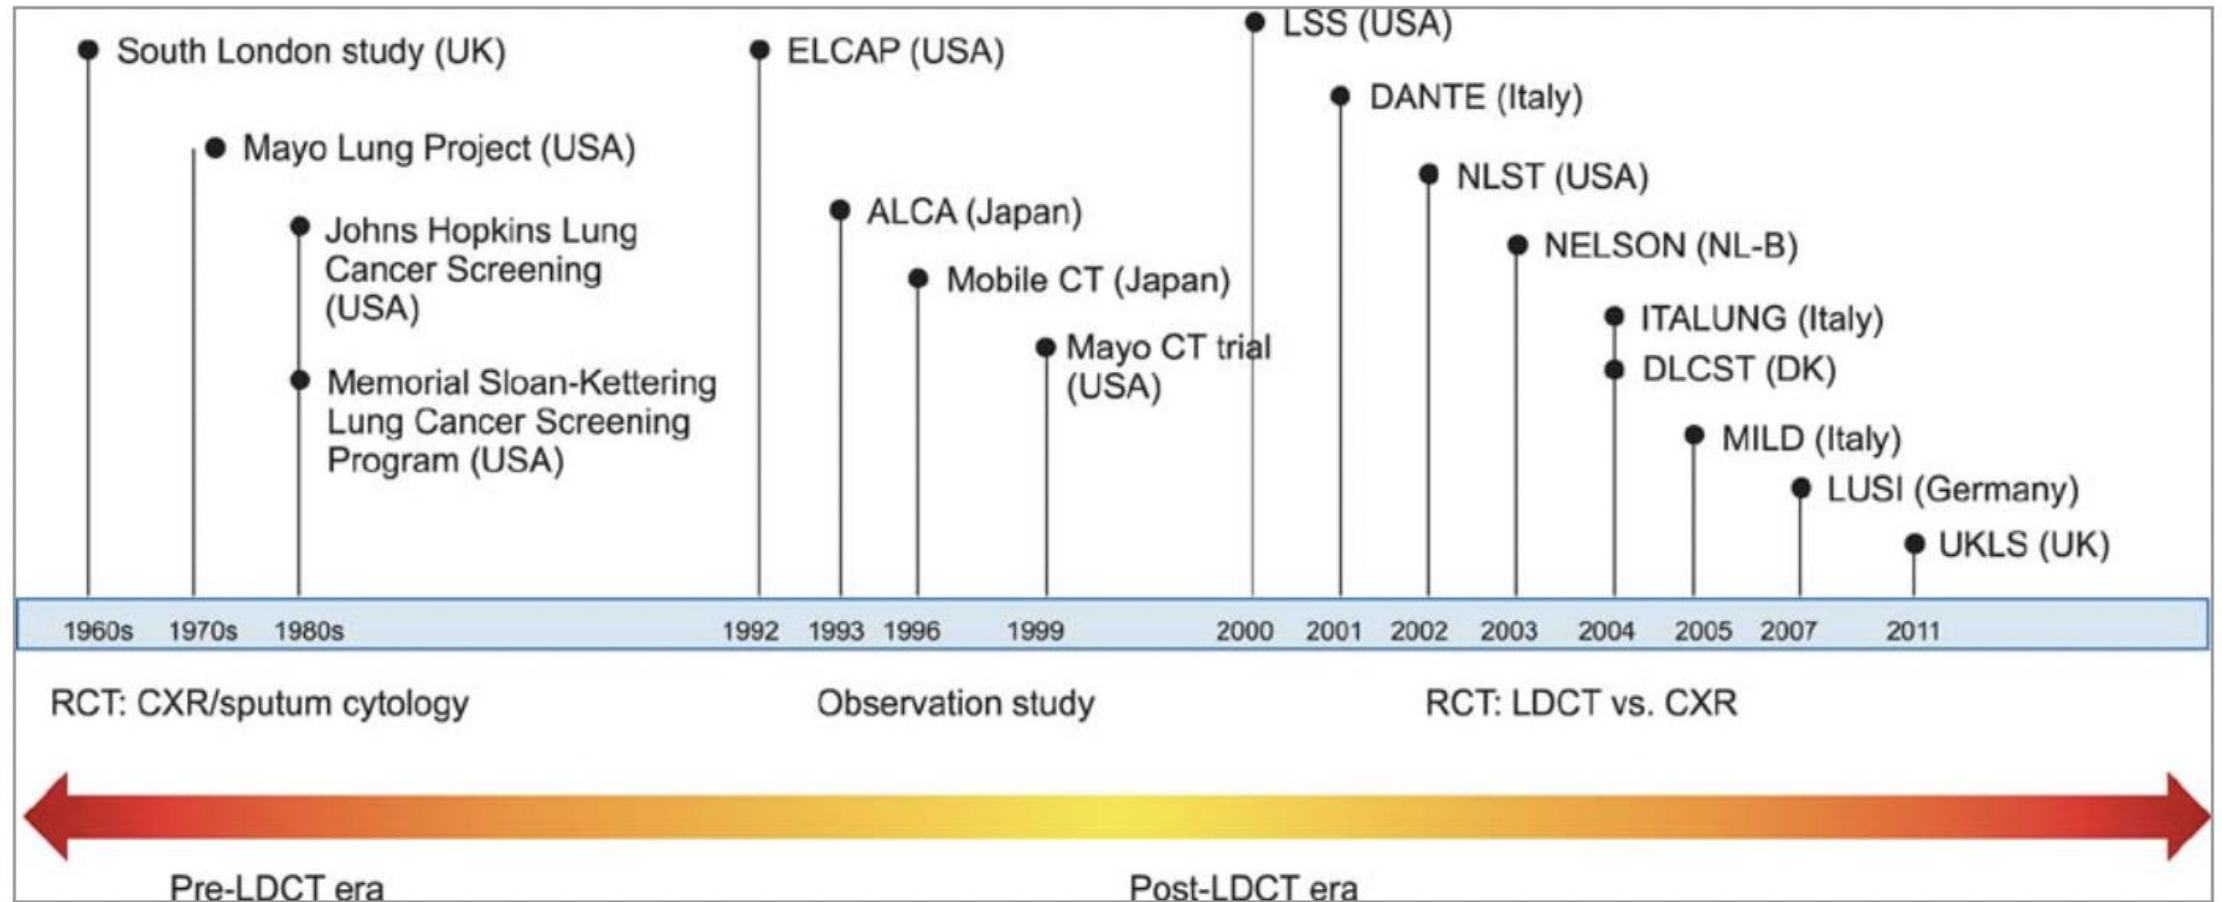 South London study (UK)
Mayo Lung Project (USA)
Johns Hopkins Lung
Cancer Screening
(USA)
Memorial Sloan-Kettering
Lung Cancer Screening
Program (USA)
ELCAP (USA)
ALCA (Japan)
Mobile CT (Japan)
Mayo CT trial
(USA)
LSS (USA)
DANTE (Italy)
NLST (USA)
NELSON (NL-B)
ITALUNG (Italy)
DLCST (DK)
MILD (Italy)
LUSI (Germany)
UKLS (UK)
1960s 1970s 1980s 1992 1993 1996 1999 2000 2001 2002 2003 2004 2005 2007 2011
RCT: CXR/sputum cytology Observation study RCT: LDCT vs. CXR
Pre-LDCT era Post-LDCT era